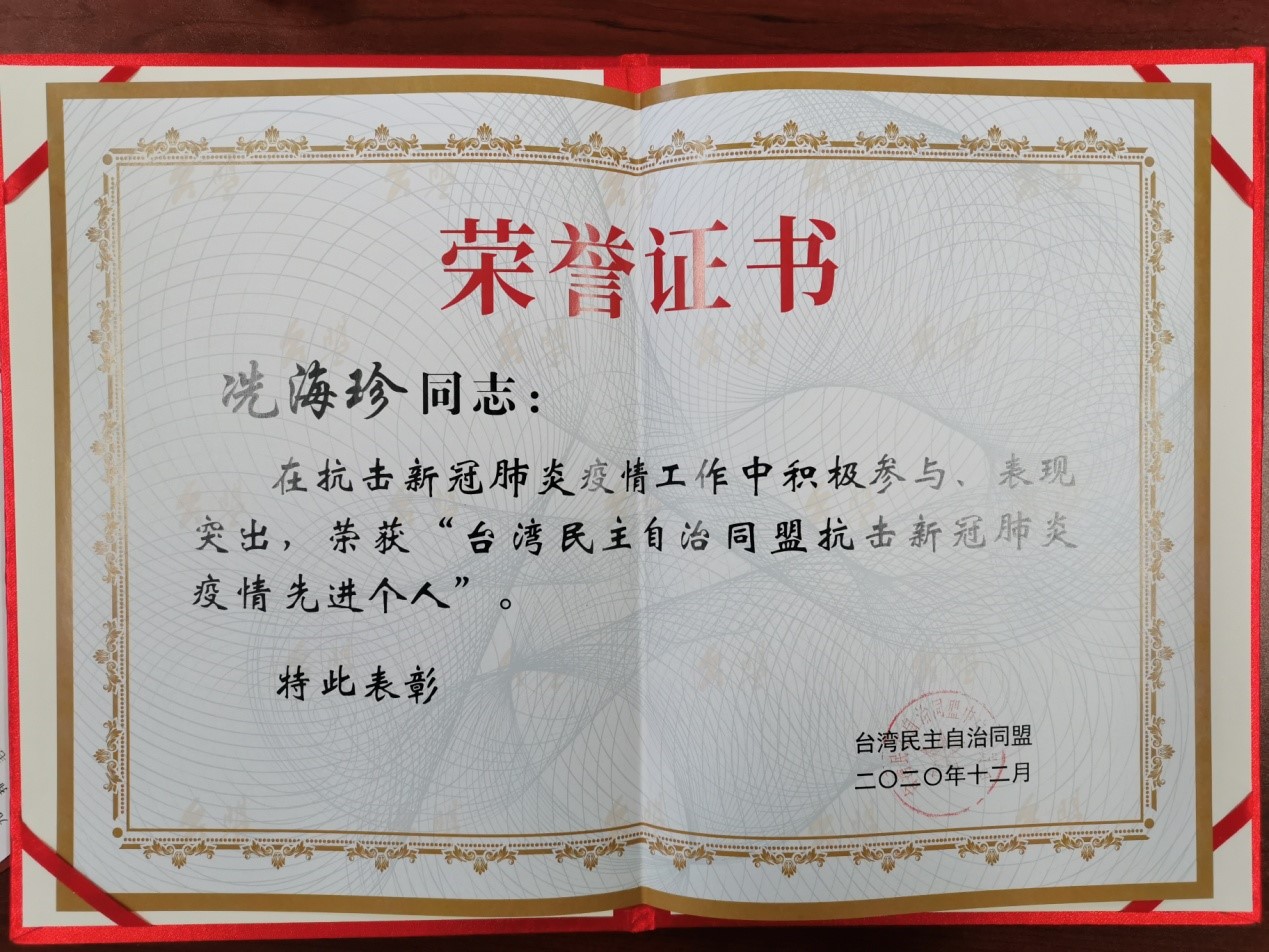 荣誉证书
冼海珍同志：
在抗击新冠肺炎疫情工作中积极参与、表现
突出，荣获“台湾民主自治同盟抗击新冠肺炎
疫情先进个人”。
特此表彰
台湾民主自治同盟
二〇二〇年十二月